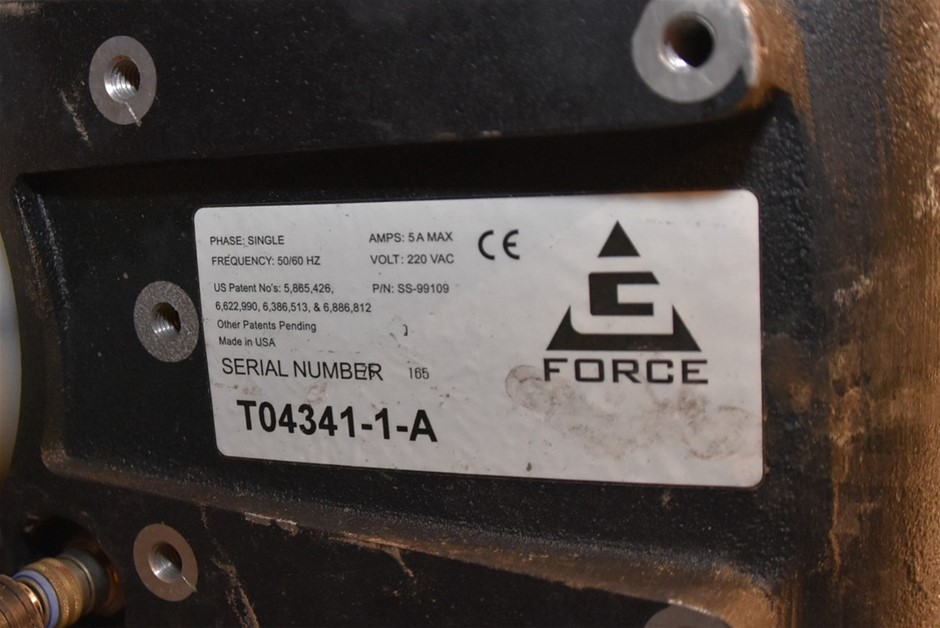 PHASE: SINGLE
FREQUENCY: 50/60 HZ
AMPS: 5 A MAX
VOLT: 220 VAC
CE
US Patent No's: 5,865,426,
6,622,990, 6,386,513, & 6,886,812
Other Patents Pending
Made in USA
P/N: SS-99109
SERIAL NUMBER
165
T04341-1-A
G
FORCE